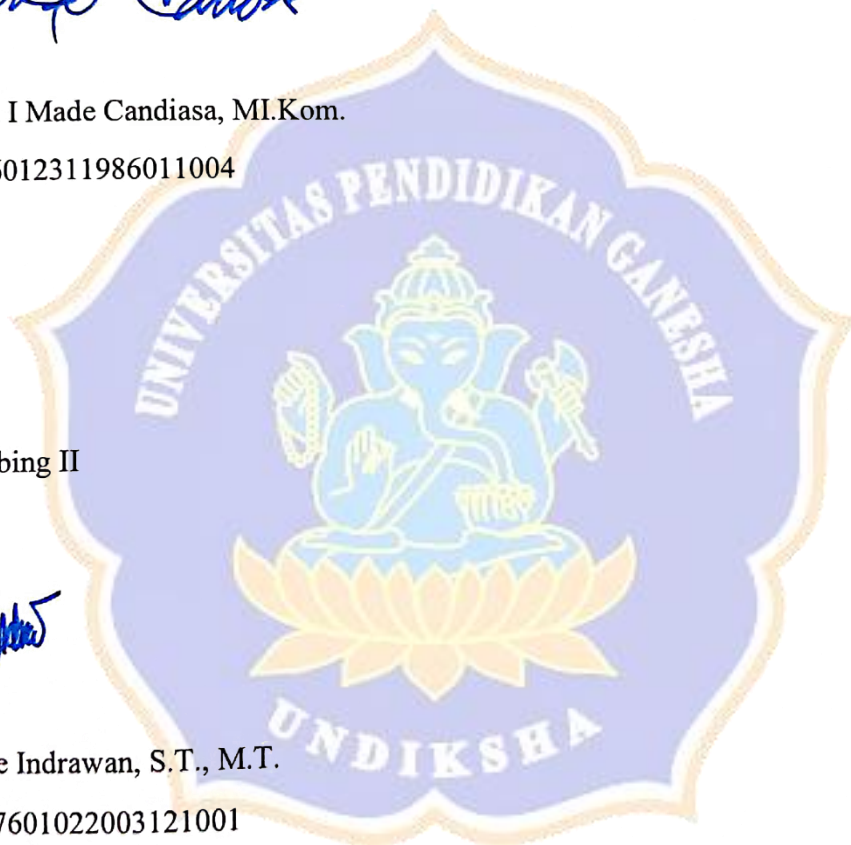 I Made Candiasa, MI.Kom.
6012311986011004
UNIVERSITAS PENDIDIKAN GANESHA
bing II
e Indrawan, S.T., M.T.
7601022003121001
UNDIKSHA